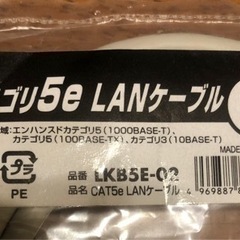 ゴリ5e LANケーブル
域:エンハンスドカテゴリ5(1000BASE-T)、
カテゴリ5(100BASE-TX)、カテゴリ3(10BASE-T)
MADE
プラ
PE
品番 LKB5E-02
品名 CAT5e LANケーブル
4 969887